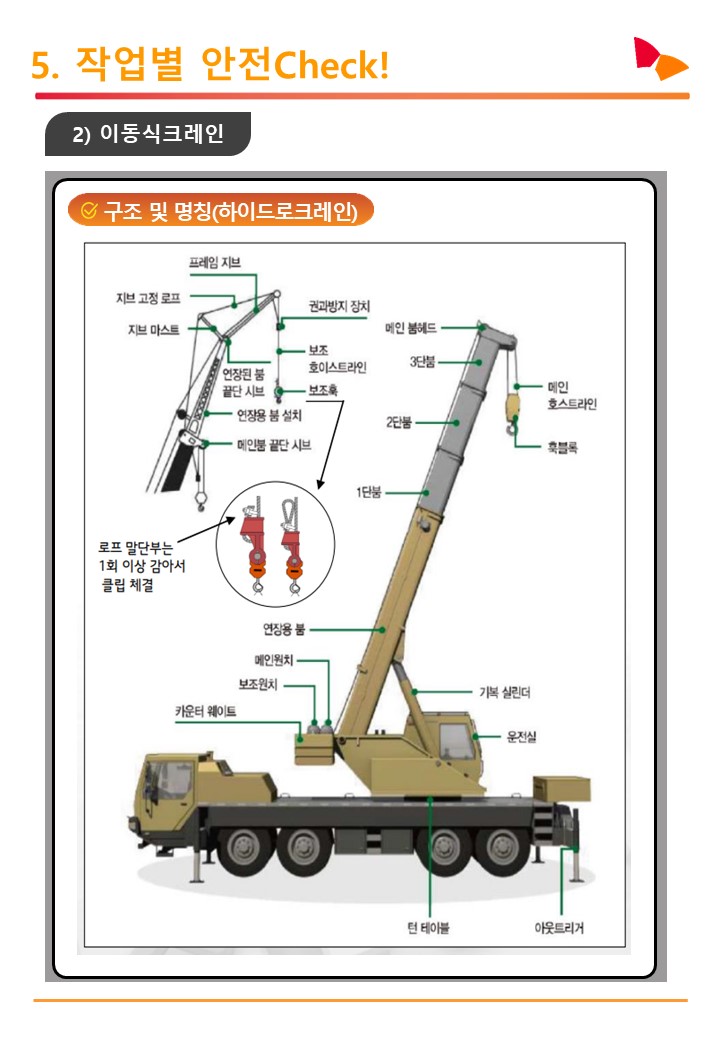 5. 작업별 안전Check!
2) 이동식크레인
구조 및 명칭(하이드로크레인)
프레임 지브
지브 고정 로프
권과방지 장치
지브 마스트
보조
호이스트라인
연장된 붐
끝단 시브
보조훅
연장용 붐 설치
메인붐 끝단 시브
로프 말단부는
1회 이상 감아서
클립 체결
메인 붐헤드
3단붐
메인
호스트라인
2단붐
훅블록
1단붐
연장용 붐
메인윈치
보조윈치
기복 실린더
카운터 웨이트
운전실
턴 테이블
아웃트리거